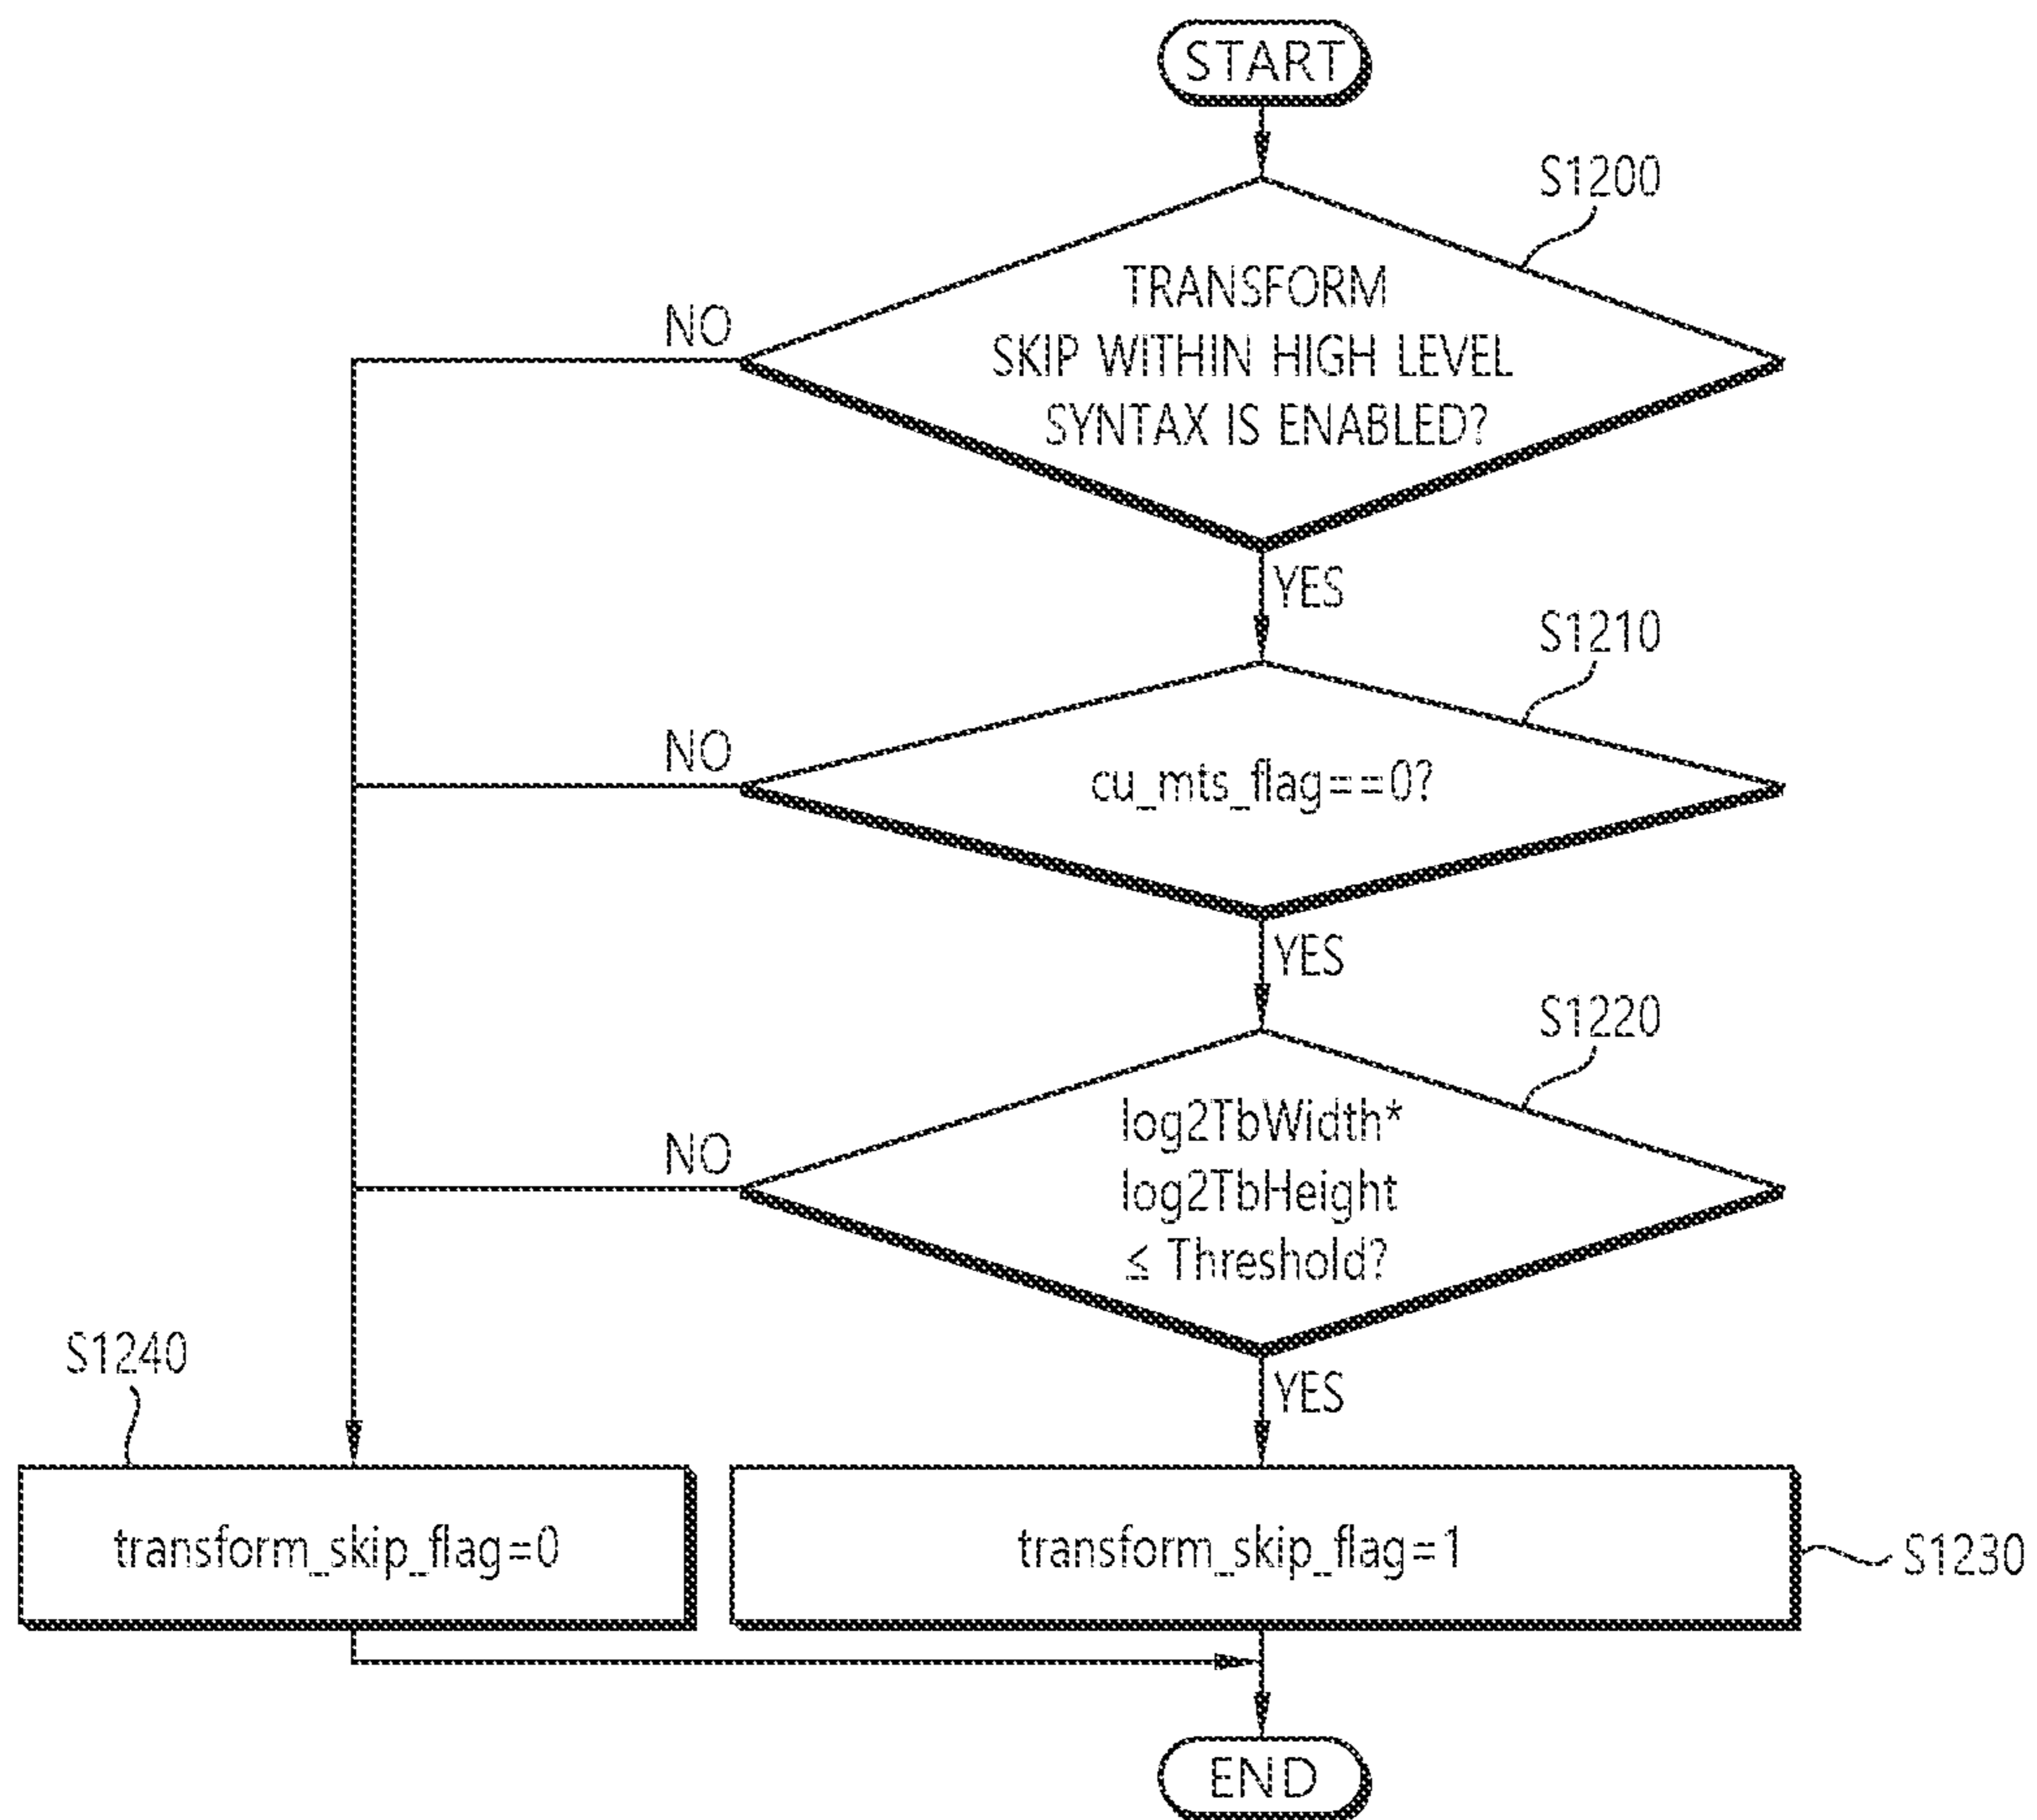 START
S1200
TRANSFORM
SKIP WITHIN HIGH LEVEL
SYNTAX IS ENABLED?
NO
YES
S1210
cu_mts_flag==0?
NO
YES
S1220
log2TbWidth*
log2TbHeight
≤ Threshold?
NO
YES
S1240
transform_skip_flag=0
transform_skip_flag=1
S1230
END